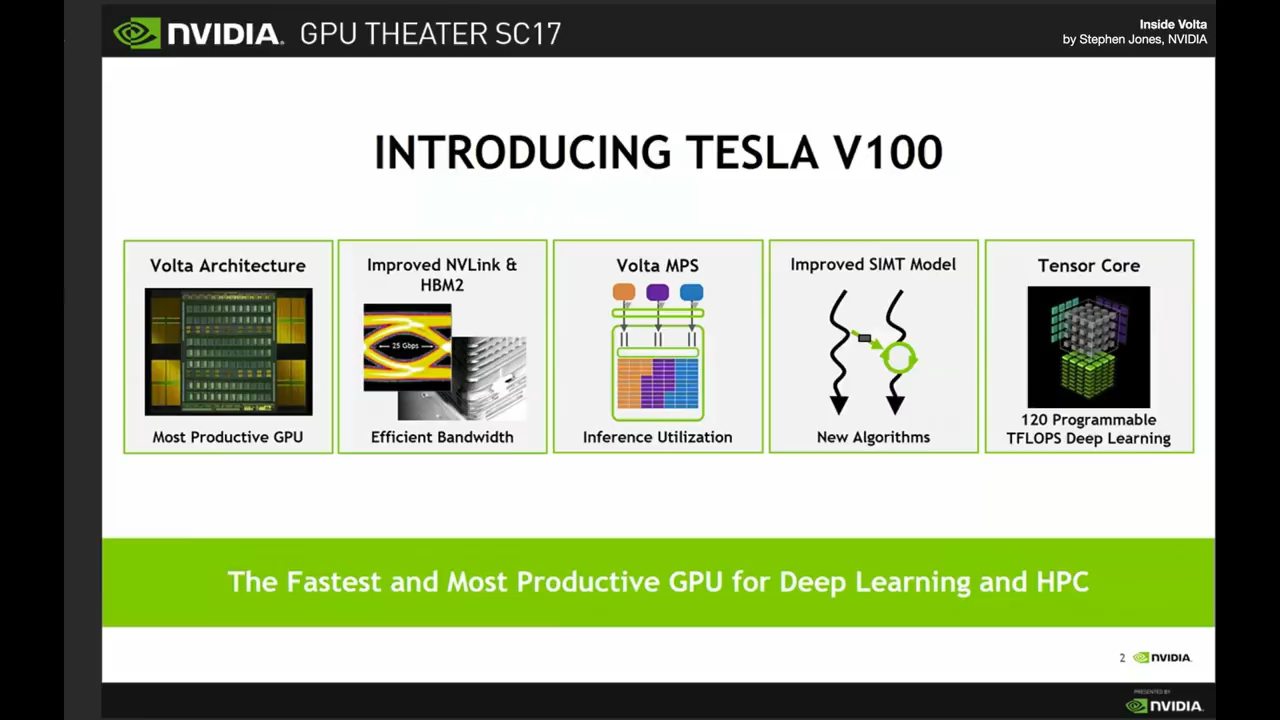 NVIDIA. GPU THEATER SC17
Inside Volta
by Stephen Jones, NVIDIA
INTRODUCING TESLA V100
Volta Architecture
Most Productive GPU
Improved NVLink &
HBM2
25 Gbps
Efficient Bandwidth
Volta MPS
Inference Utilization
Improved SIMT Model
New Algorithms
Tensor Core
120 Programmable
TFLOPS Deep Learning
The Fastest and Most Productive GPU for Deep Learning and HPC
2 NVIDIA.
PRESENTED BY
NVIDIA.